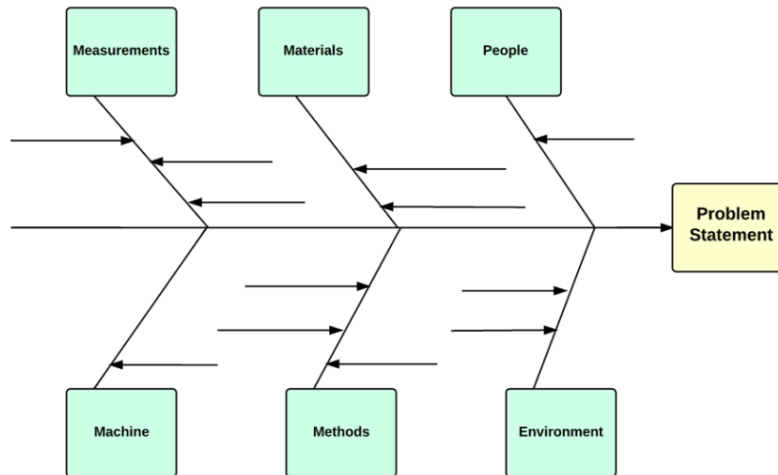 Measurements
Materials
People
Problem
Statement
Machine
Methods
Environment